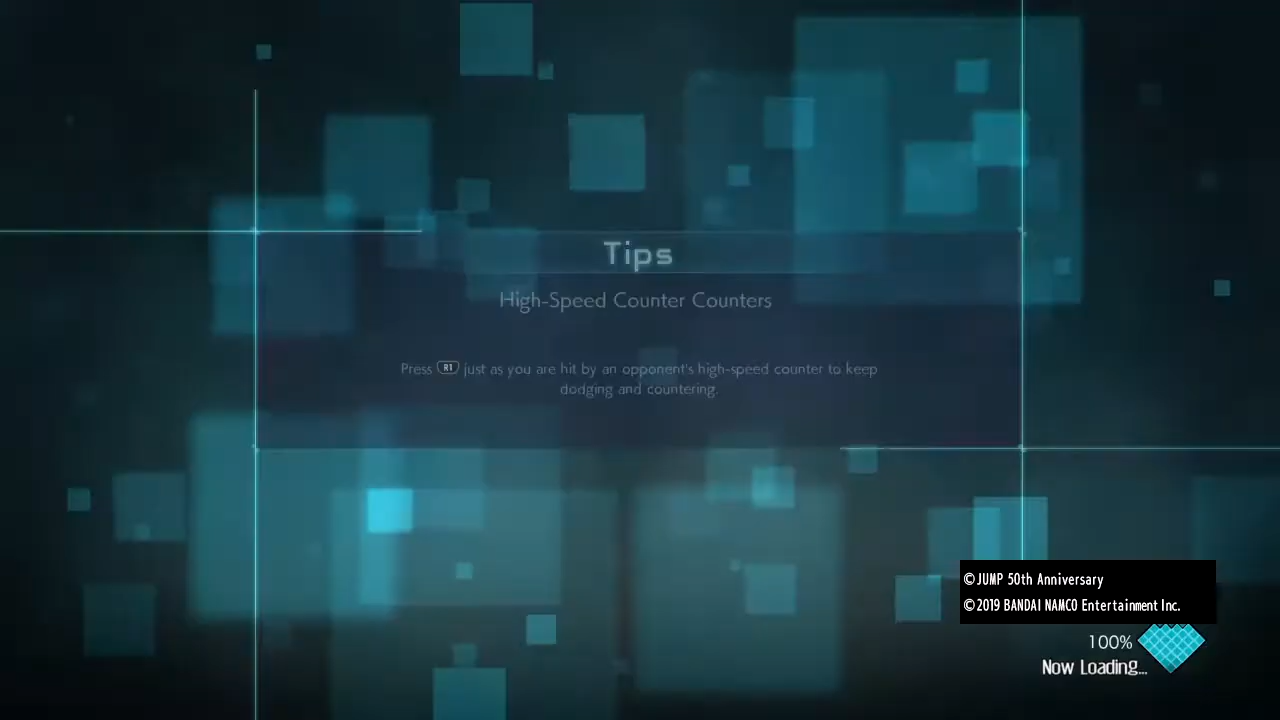 Tips
High-Speed Counter Counters
Press R1 just as you are hit by an opponent's high-speed counter to keep
dodging and countering.
©JUMP 50th Anniversary
©2019 BANDAI NAMCO Entertainment Inc.
100%
Now Loading...